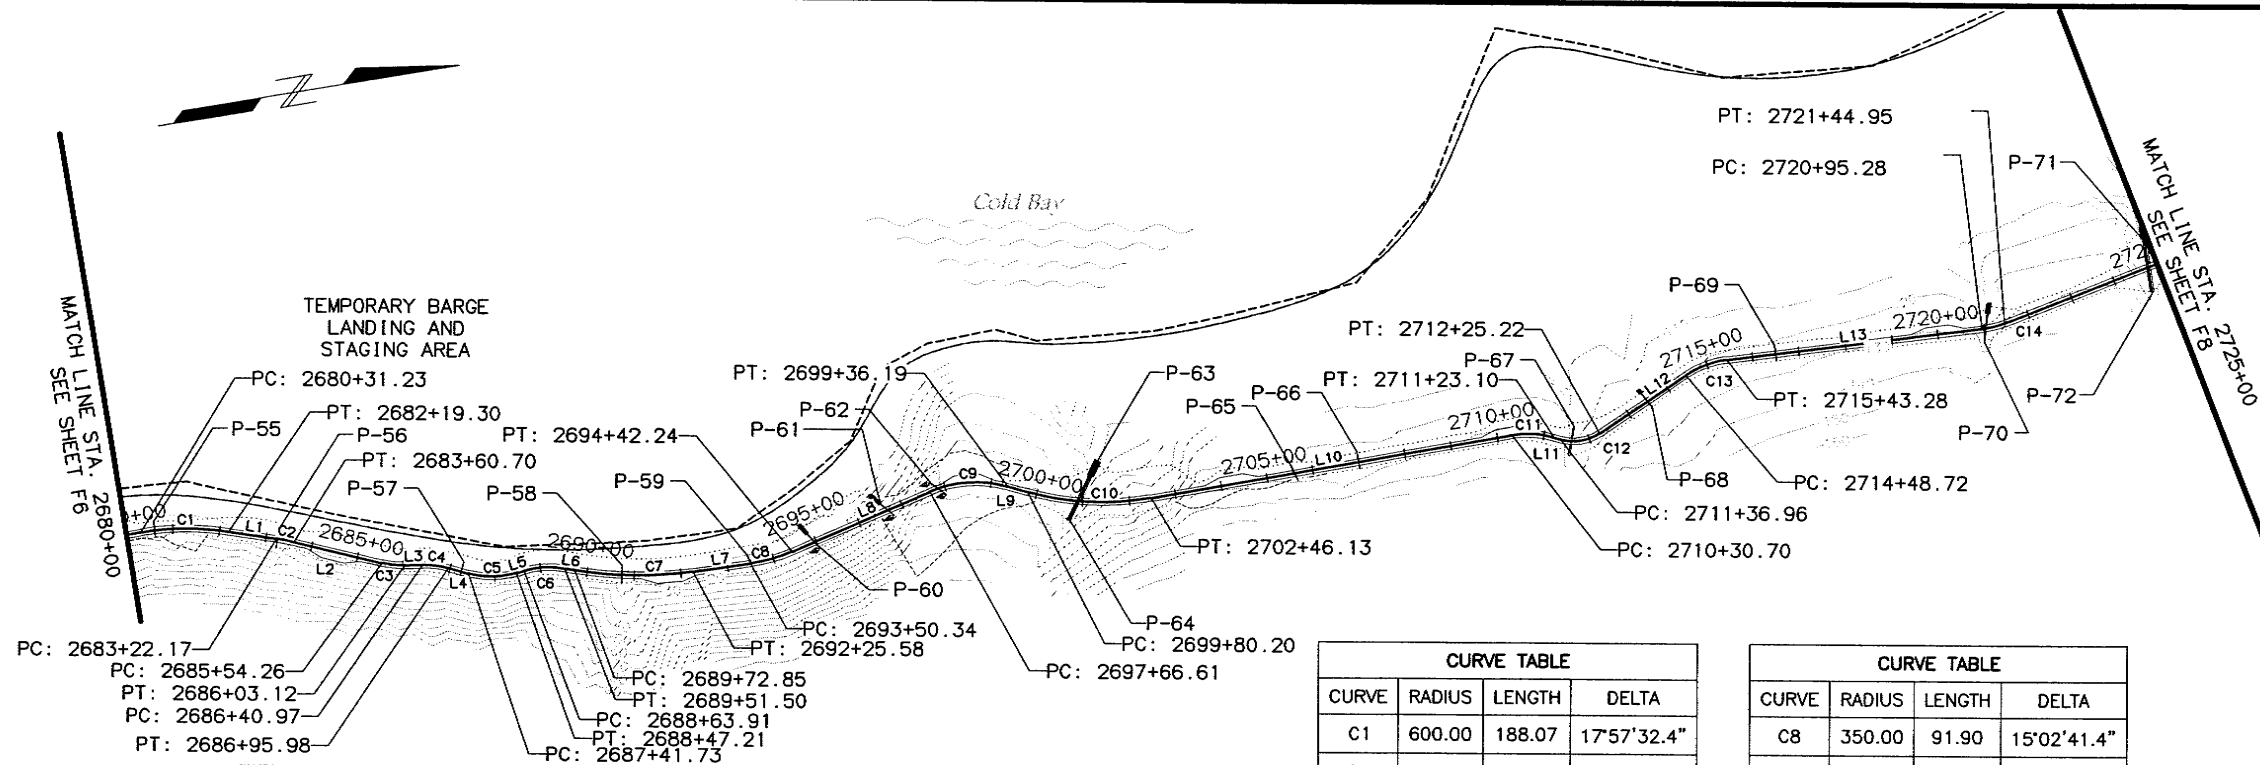 PT: 2721+44.95
PC: 2720+95.28
P-71
MATCH LINE STA. 2725+00
SEE SHEET F8
Cold Bay
P-69
TEMPORARY BARGE
LANDING AND
STAGING AREA
MATCH LINE STA. 2680+00
SEE SHEET F6
PT: 2712+25.22
P-67
PT: 2711+23.10
2720+00
L13
C14
2715+00
C13
L12
PC: 2680+31.23
PT: 2699+36.19
P-63
P-66
P-65
P-62
P-61
P-55
PT: 2682+19.30
P-56
PT: 2683+60.70
PT: 2694+42.24
P-57
P-58
P-59
PT: 2715+43.28
P-72
P-70
P-68
PC: 2714+48.72
PC: 2711+36.96
PC: 2710+30.70
2710+00
C11
L11
C12
2705+00
L10
2700+00
C9
L9
C10
2695+00
L8
C1
L1
C2
L2
2685+00
C3
L3
C4
L4
C5
L5
C6
L6
2690+00
C7
L7
C8
PT: 2702+46.13
P-60
P-64
PC: 2693+50.34
PT: 2692+25.58
PC: 2699+80.20
PC: 2697+66.61
PC: 2683+22.17
PC: 2685+54.26
PT: 2686+03.12
PC: 2686+40.97
PT: 2686+95.98
PC: 2689+72.85
PT: 2689+51.50
PC: 2688+63.91
PT: 2688+47.21
PC: 2687+41.73
CURVE TABLE
CURVE RADIUS LENGTH DELTA
C1 600.00 188.07 17°57'32.4"
CURVE TABLE
CURVE RADIUS LENGTH DELTA
C8 350.00 91.90 15°02'41.4"